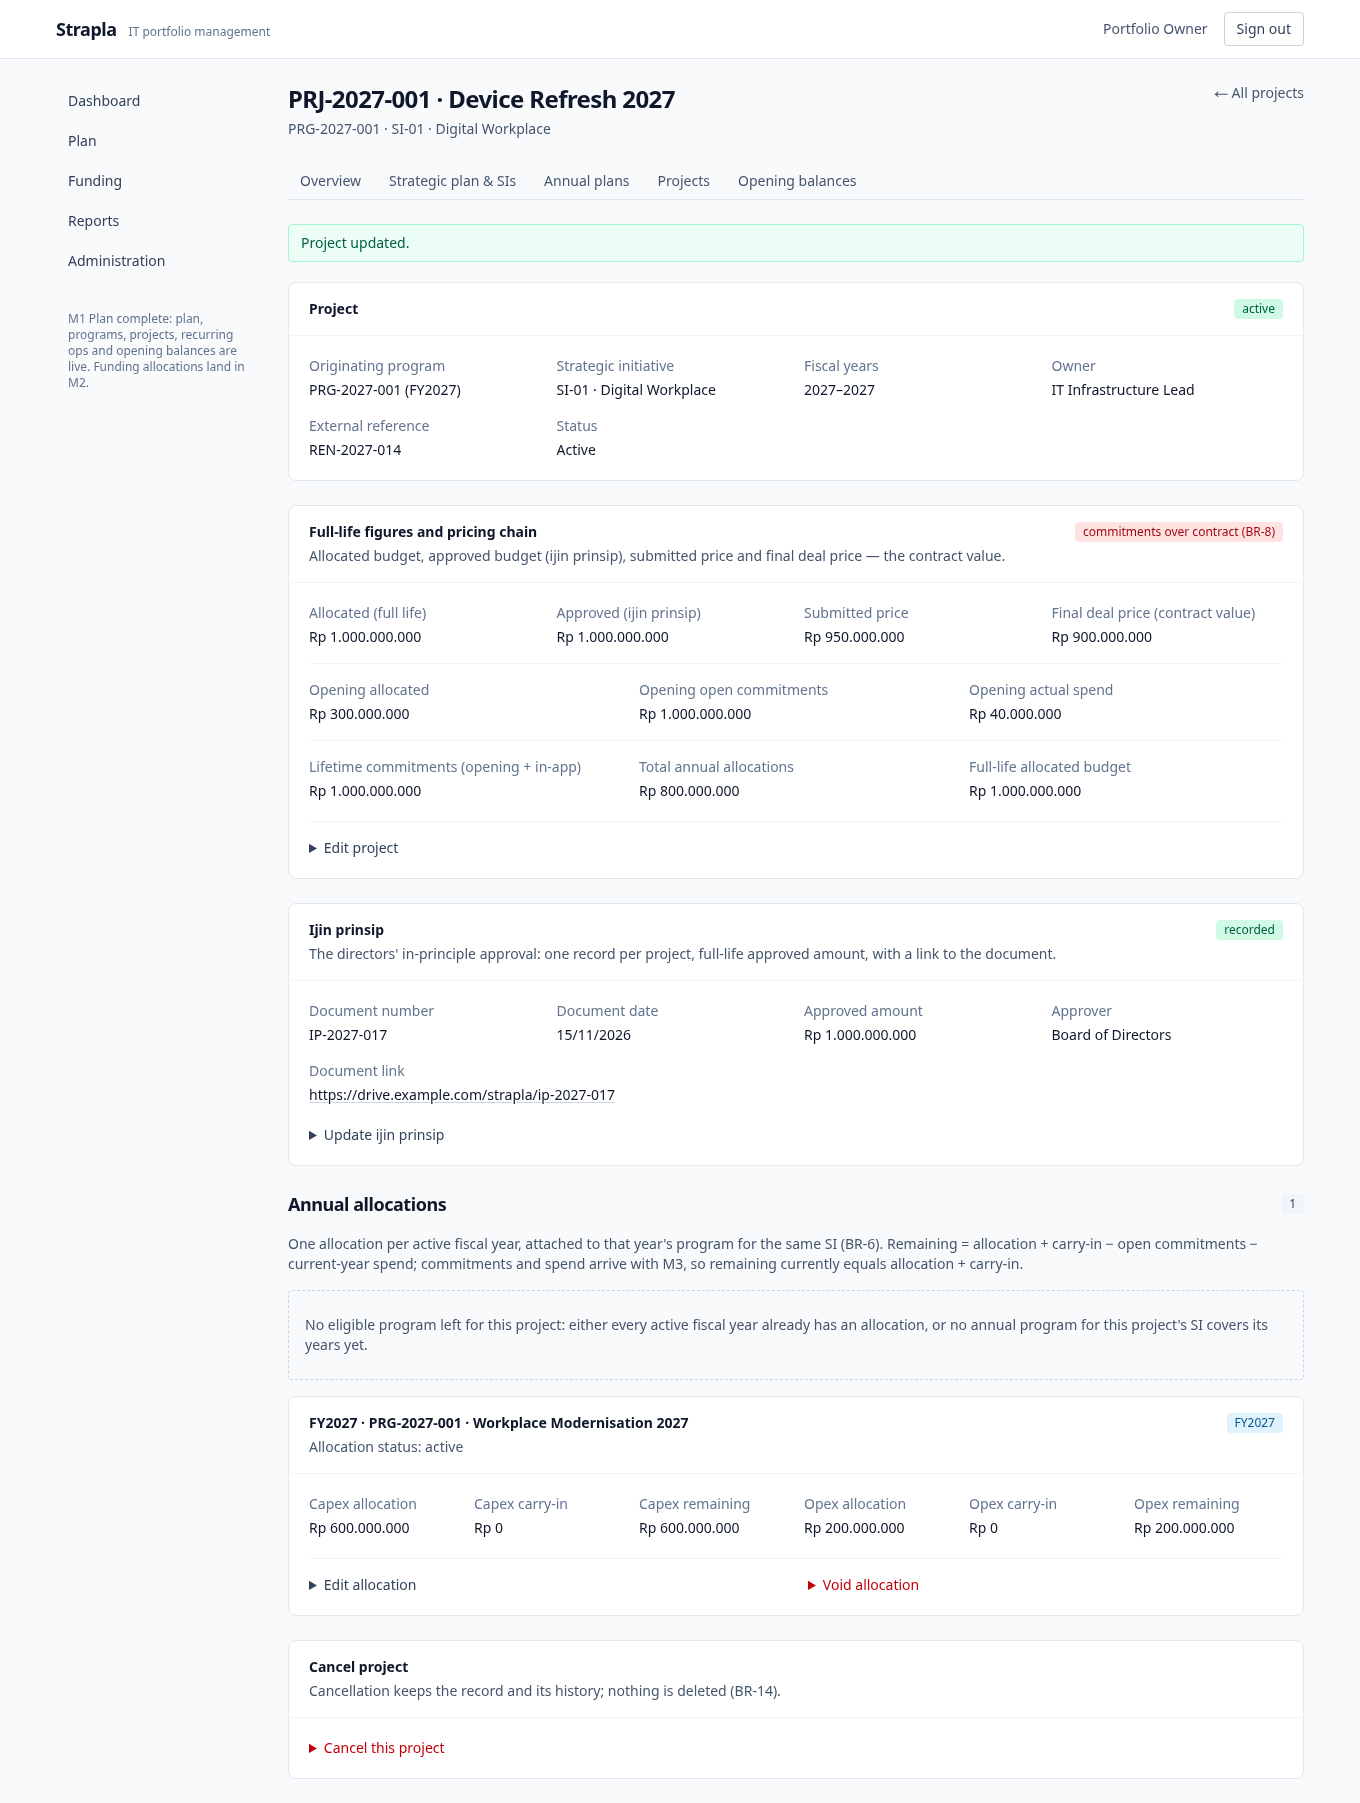 Strapla IT portfolio management
Portfolio Owner
Sign out
Dashboard
Plan
Funding
Reports
Administration
M1 Plan complete: plan,
programs, projects, recurring
ops and opening balances are
live. Funding allocations land in
M2.
PRJ-2027-001 · Device Refresh 2027
← All projects
PRG-2027-001 · SI-01 · Digital Workplace
Overview Strategic plan & SIs Annual plans Projects Opening balances
Project updated.
Project active
Originating program Strategic initiative Fiscal years Owner
PRG-2027-001 (FY2027) SI-01 · Digital Workplace 2027–2027 IT Infrastructure Lead
External reference Status
REN-2027-014 Active
Full-life figures and pricing chain commitments over contract (BR-8)
Allocated budget, approved budget (ijin prinsip), submitted price and final deal price — the contract value.
Allocated (full life) Approved (ijin prinsip) Submitted price Final deal price (contract value)
Rp 1.000.000.000 Rp 1.000.000.000 Rp 950.000.000 Rp 900.000.000
Opening allocated Opening open commitments Opening actual spend
Rp 300.000.000 Rp 1.000.000.000 Rp 40.000.000
Lifetime commitments (opening + in-app) Total annual allocations Full-life allocated budget
Rp 1.000.000.000 Rp 800.000.000 Rp 1.000.000.000
▶ Edit project
Ijin prinsip recorded
The directors' in-principle approval: one record per project, full-life approved amount, with a link to the document.
Document number Document date Approved amount Approver
IP-2027-017 15/11/2026 Rp 1.000.000.000 Board of Directors
Document link
https://drive.example.com/strapla/ip-2027-017
▶ Update ijin prinsip
Annual allocations 1
One allocation per active fiscal year, attached to that year's program for the same SI (BR-6). Remaining = allocation + carry-in − open commitments −
current-year spend; commitments and spend arrive with M3, so remaining currently equals allocation + carry-in.
No eligible program left for this project: either every active fiscal year already has an allocation, or no annual program for this project's SI covers its
years yet.
FY2027 · PRG-2027-001 · Workplace Modernisation 2027 FY2027
Allocation status: active
Capex allocation Capex carry-in Capex remaining Opex allocation Opex carry-in Opex remaining
Rp 600.000.000 Rp 0 Rp 600.000.000 Rp 200.000.000 Rp 0 Rp 200.000.000
▶ Edit allocation ▶ Void allocation
Cancel project
Cancellation keeps the record and its history; nothing is deleted (BR-14).
▶ Cancel this project